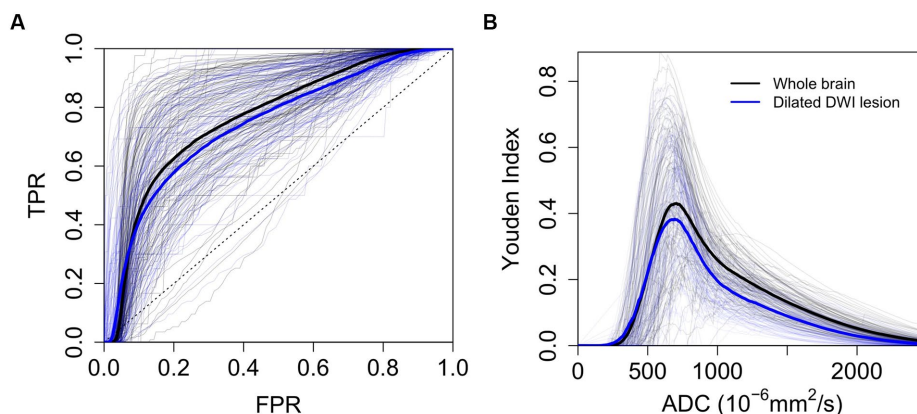 A
TPR
0.0 0.2 0.4 0.6 0.8 1.0
0.0 0.2 0.4 0.6 0.8 1.0
FPR
B
Youden Index
0.0 0.2 0.4 0.6 0.8
Whole brain
Dilated DWI lesion
0 500 1000 2000
ADC (10⁻⁶mm²/s)